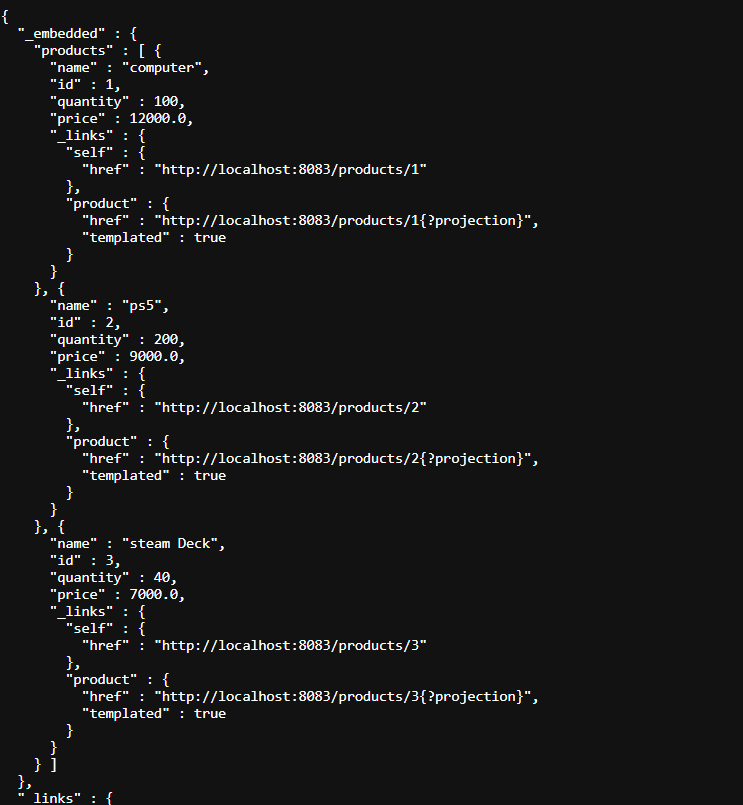 {
  "_embedded" : {
    "products" : [ {
      "name" : "computer",
      "id" : 1,
      "quantity" : 100,
      "price" : 12000.0,
      "_links" : {
        "self" : {
          "href" : "http://localhost:8083/products/1"
        },
        "product" : {
          "href" : "http://localhost:8083/products/1{?projection}",
          "templated" : true
        }
      }
    }, {
      "name" : "ps5",
      "id" : 2,
      "quantity" : 200,
      "price" : 9000.0,
      "_links" : {
        "self" : {
          "href" : "http://localhost:8083/products/2"
        },
        "product" : {
          "href" : "http://localhost:8083/products/2{?projection}",
          "templated" : true
        }
      }
    }, {
      "name" : "steam Deck",
      "id" : 3,
      "quantity" : 40,
      "price" : 7000.0,
      "_links" : {
        "self" : {
          "href" : "http://localhost:8083/products/3"
        },
        "product" : {
          "href" : "http://localhost:8083/products/3{?projection}",
          "templated" : true
        }
      }
    } ]
  },
  "_links" : {